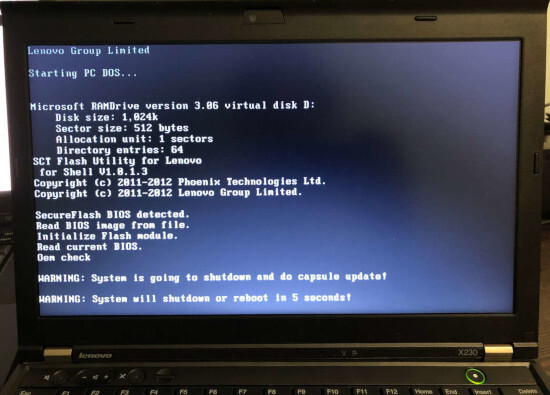 Lenovo Group Limited
Starting PC DOS...
Microsoft RAMDrive version 3.06 virtual disk D:
Disk size: 1,024k
Sector size: 512 bytes
Allocation unit: 1 sectors
Directory entries: 64
SCT Flash Utility for Lenovo
for Shell V1.0.1.3
Copyright (c) 2011-2012 Phoenix Technologies Ltd.
Copyright (c) 2011-2012 Lenovo Group Limited.
SecureFlash BIOS detected.
Read BIOS image from file.
Initialize Flash module.
Read current BIOS.
Oem check
WARNING: System is going to shutdown and do capsule update!
WARNING: System will shutdown or reboot in 5 seconds!
lenovo X230
Esc F1 F2 F3 F4 F5 F6 F7 F8 F9 F10 F11 F12 Home End Insert Delete